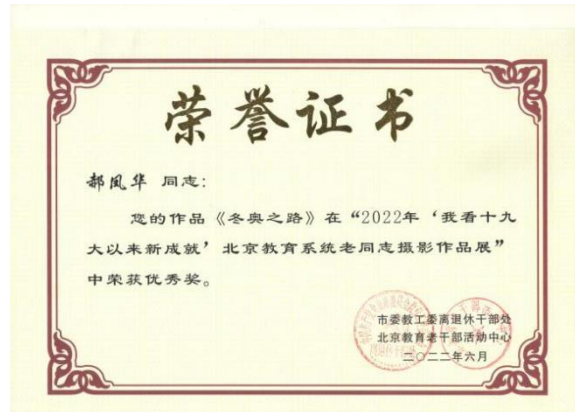 荣誉证书
郝凤华 同志：
您的作品《冬奥之路》在“2022年‘我看十九
大以来新成就’北京教育系统老同志摄影作品展”
中荣获优秀奖。
市委教工委离退休干部处
北京教育老干部活动中心
二〇二二年六月